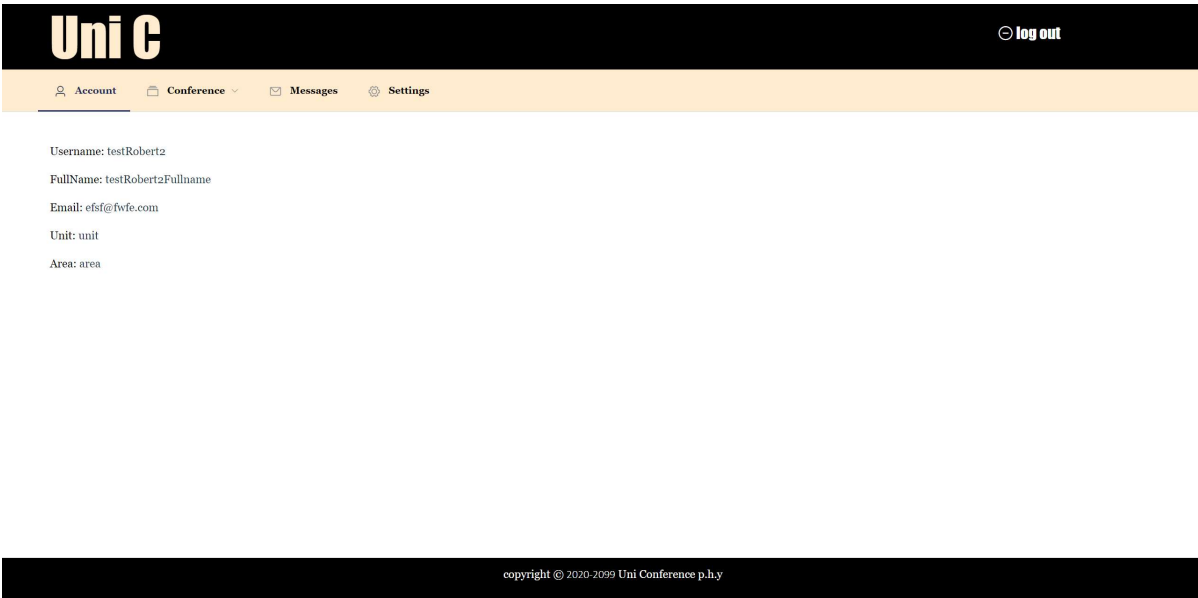 Uni C
log out
Account Conference Messages Settings
Username: testRobert2
FullName: testRobert2Fullname
Email: efsf@fwfe.com
Unit: unit
Area: area
copyright © 2020-2099 Uni Conference p.h.y